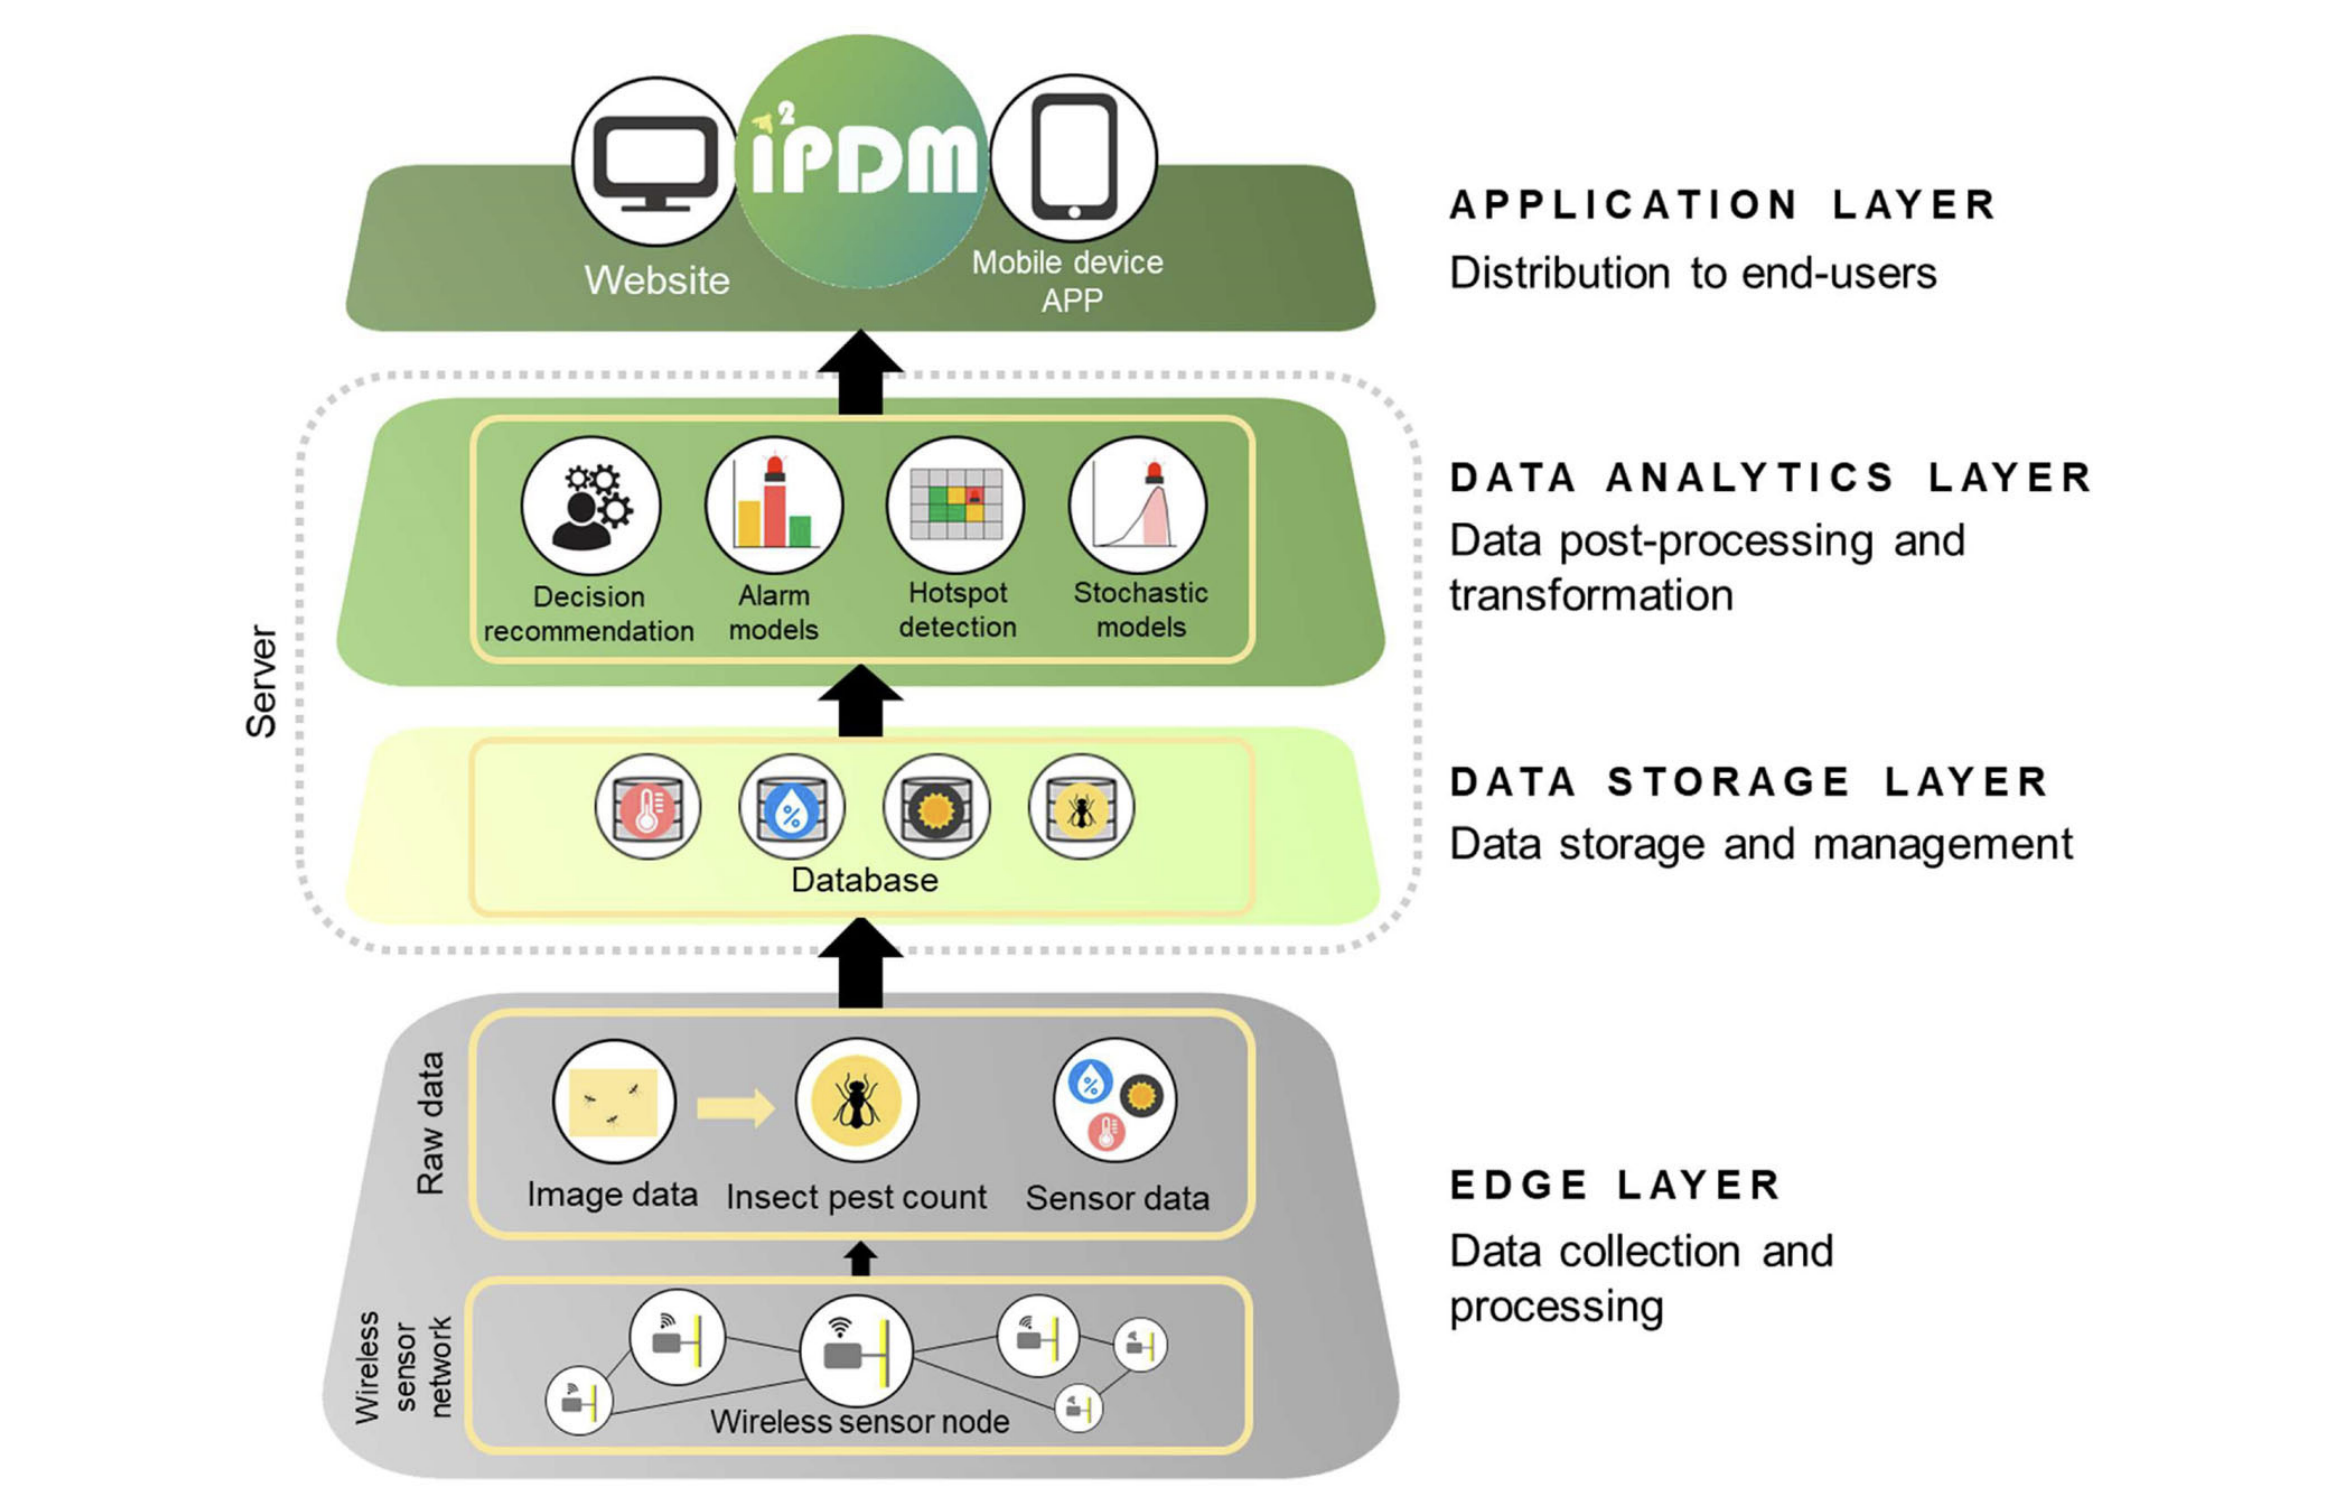 i²PDM
Website
Mobile device
APP
APPLICATION LAYER
Distribution to end-users
Server
Decision
recommendation
Alarm
models
Hotspot
detection
Stochastic
models
DATA ANALYTICS LAYER
Data post-processing and
transformation
%
Database
DATA STORAGE LAYER
Data storage and management
Raw data
%
Image data
Insect pest count
Sensor data
EDGE LAYER
Data collection and
processing
Wireless
sensor
network
Wireless sensor node